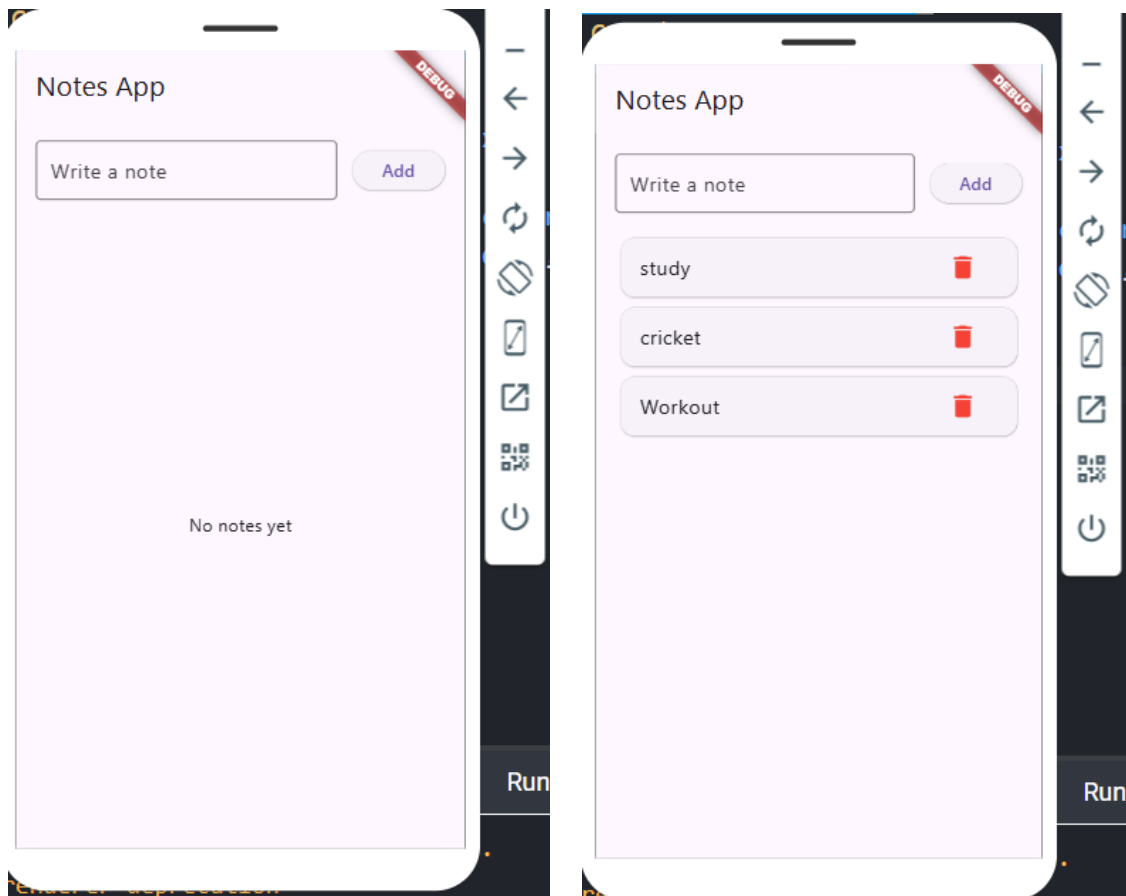 Notes App
DEBUG
Write a note
Add
No notes yet
Run
Notes App
DEBUG
Write a note
Add
study
cricket
Workout
Run